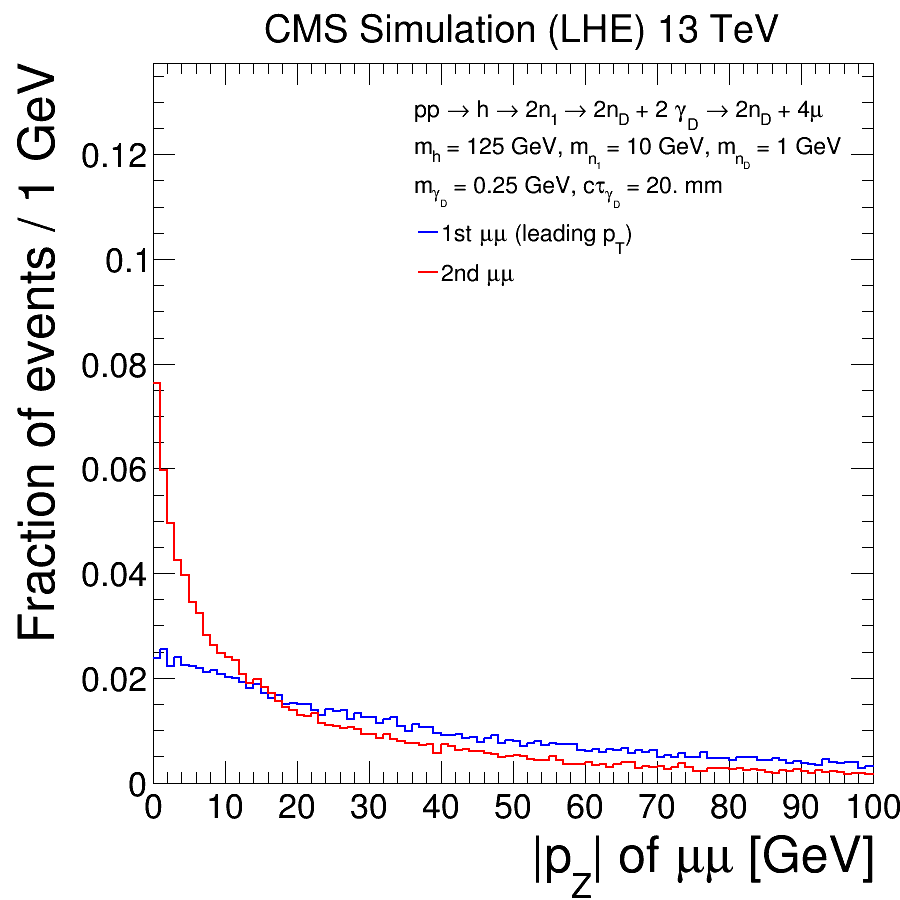 CMS Simulation (LHE) 13 TeV
Fraction of events / 1 GeV
pp → h → 2n1 → 2nD + 2 γD → 2nD + 4μ
mh = 125 GeV, mn1 = 10 GeV, mnD = 1 GeV
mγD = 0.25 GeV, cτγD = 20. mm
1st μμ (leading pT)
2nd μμ
0.12
0.1
0.08
0.06
0.04
0.02
0
0 10 20 30 40 50 60 70 80 90 100
|pZ| of μμ [GeV]